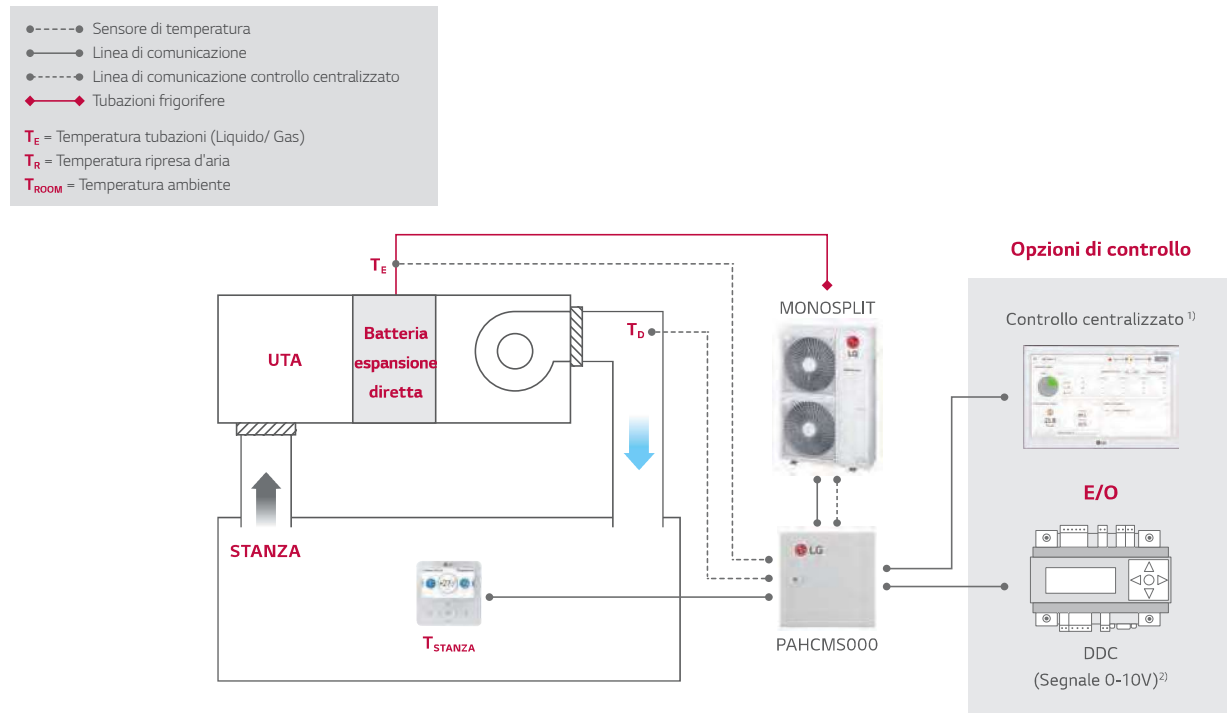 Sensore di temperatura
Linea di comunicazione
Linea di comunicazione controllo centralizzato
Tubazioni frigorifere
TE = Temperatura tubazioni (Liquido/ Gas)
TR = Temperatura ripresa d'aria
TROOM = Temperatura ambiente
Opzioni di controllo
TE
MONOSPLIT
Controllo centralizzato 1)
UTA
Batteria
espansione
diretta
TD
LG
LG
E/O
STANZA
LG
TSTANZA
PAHCMS000
DDC
(Segnale 0-10V)2)